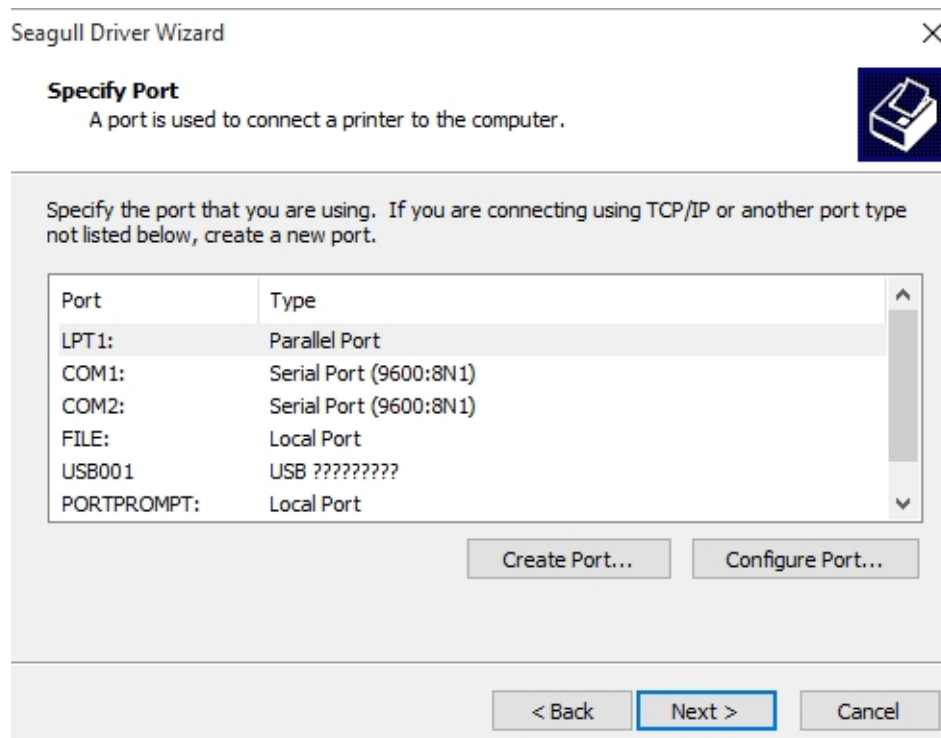 Seagull Driver Wizard
Specify Port
A port is used to connect a printer to the computer.
Specify the port that you are using.  If you are connecting using TCP/IP or another port type
not listed below, create a new port.
Port Type
LPT1: Parallel Port
COM1: Serial Port (9600:8N1)
COM2: Serial Port (9600:8N1)
FILE: Local Port
USB001 USB ?????????
PORTPROMPT: Local Port
Create Port... Configure Port...
< Back Next > Cancel